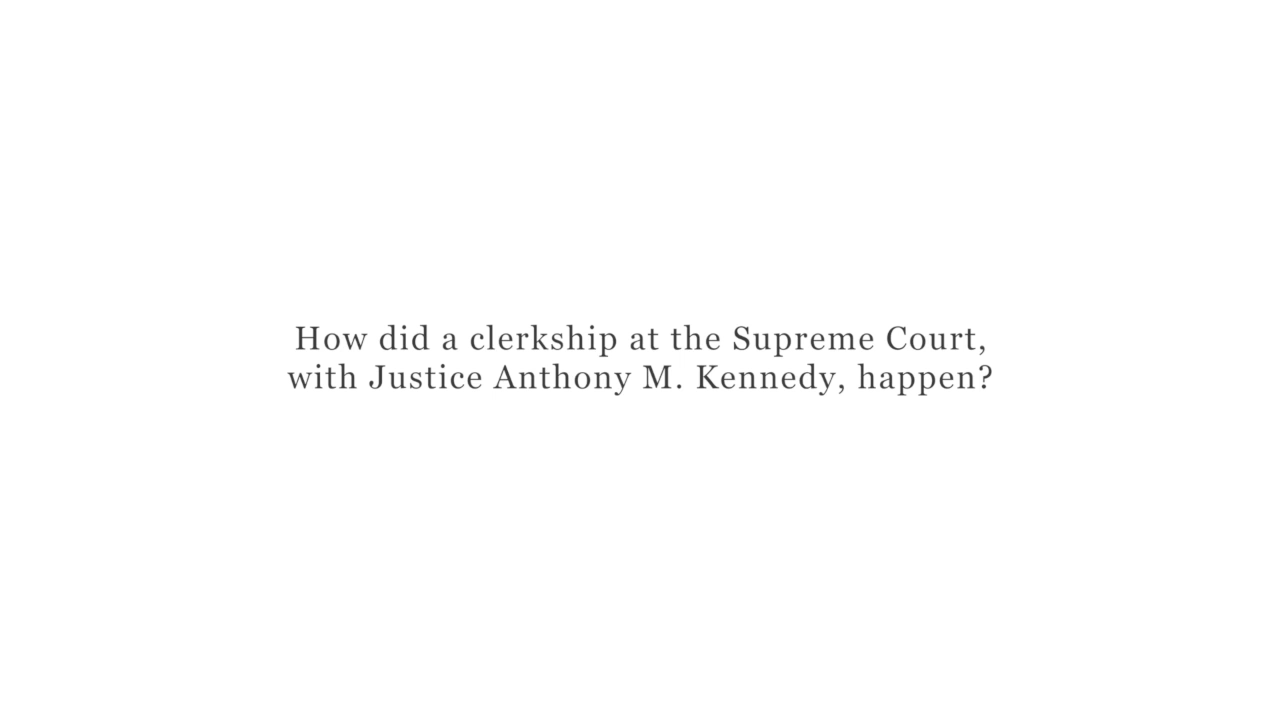 How did a clerkship at the Supreme Court,
with Justice Anthony M. Kennedy, happen?